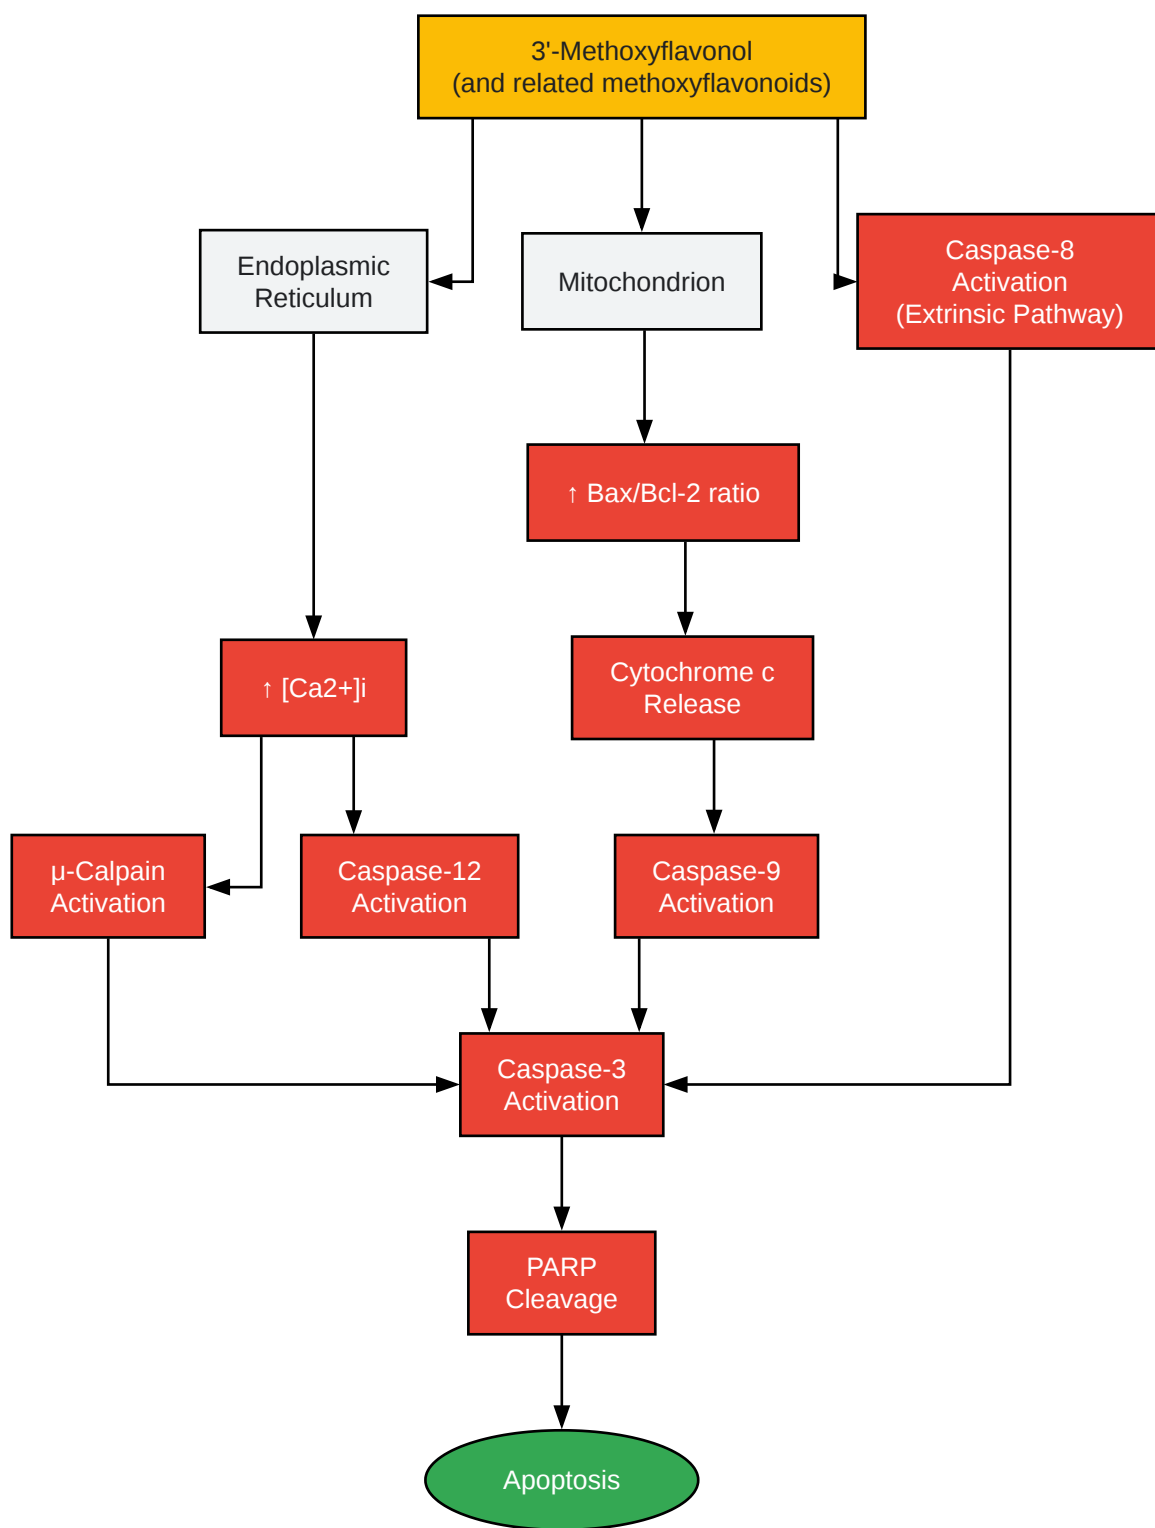 3'-Methoxyflavonol
(and related methoxyflavonoids)
Endoplasmic
Reticulum
Mitochondrion
Caspase-8
Activation
(Extrinsic Pathway)
↑ Bax/Bcl-2 ratio
↑ [Ca2+]i
Cytochrome c
Release
μ-Calpain
Activation
Caspase-12
Activation
Caspase-9
Activation
Caspase-3
Activation
PARP
Cleavage
Apoptosis